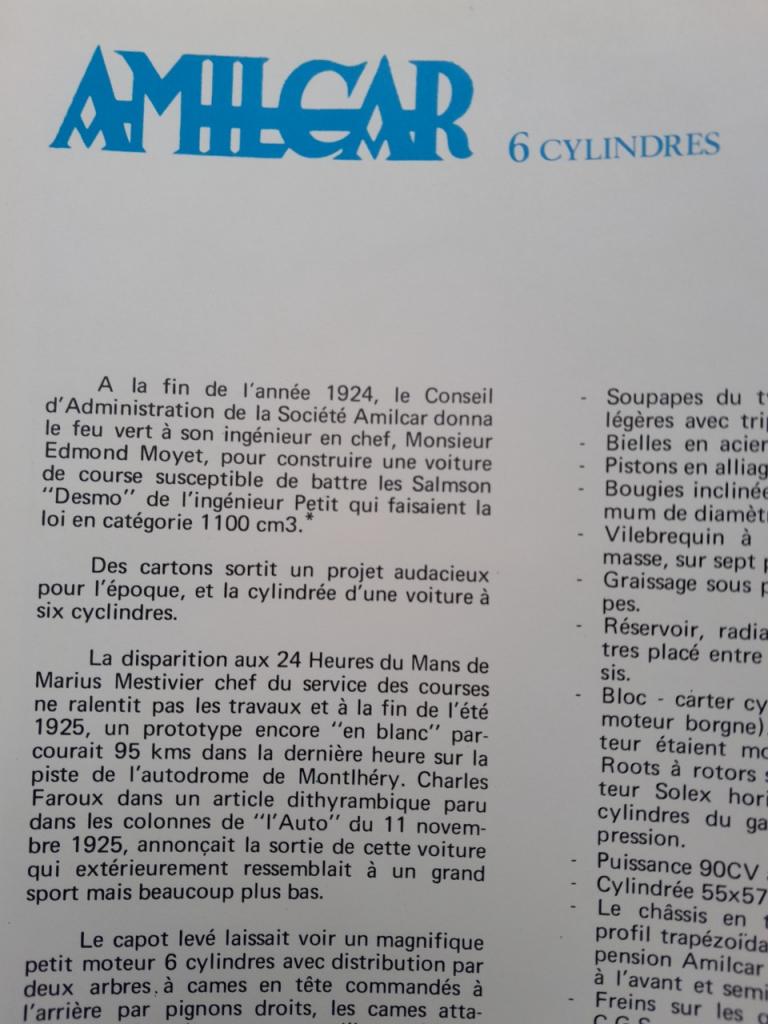 AMILCAR
6 CYLINDRES
A la fin de l'année 1924, le Conseil
d'Administration de la Société Amilcar donna
le feu vert à son ingénieur en chef, Monsieur
Edmond Moyet, pour construire une voiture
de course susceptible de battre les Salmson
"Desmo" de l'ingénieur Petit qui faisaient la
loi en catégorie 1100 cm3.*
Des cartons sortit un projet audacieux
pour l'époque, et la cylindrée d'une voiture à
six cyclindres.
La disparition aux 24 Heures du Mans de
Marius Mestivier chef du service des courses
ne ralentit pas les travaux et à la fin de l'été
1925, un prototype encore "en blanc" par-
courait 95 kms dans la dernière heure sur la
piste de l'autodrome de Montlhéry. Charles
Faroux dans un article dithyrambique paru
dans les colonnes de "l'Auto" du 11 novem-
bre 1925, annonçait la sortie de cette voiture
qui extérieurement ressemblait à un grand
sport mais beaucoup plus bas.
Le capot levé laissait voir un magnifique
petit moteur 6 cylindres avec distribution par
deux arbres à cames en tête commandés à
l'arrière par pignons droits, les cames atta-
- Soupapes du
légères avec
- Bielles en acier
- Pistons en
- Bougies
mum de
- Vilebrequin à
masse, sur sept
- Graissage sous
pes.
- Réservoir,
tres placé entre
sis.
- Bloc - carter
moteur borgne)
teur étaient
Roots à rotors
teur Solex
cylindres du
pression.
- Puissance 90CV
- Cylindrée 55x57
- Le châssis en
profil
pension Amilcar
à l'avant et
- Freins sur les